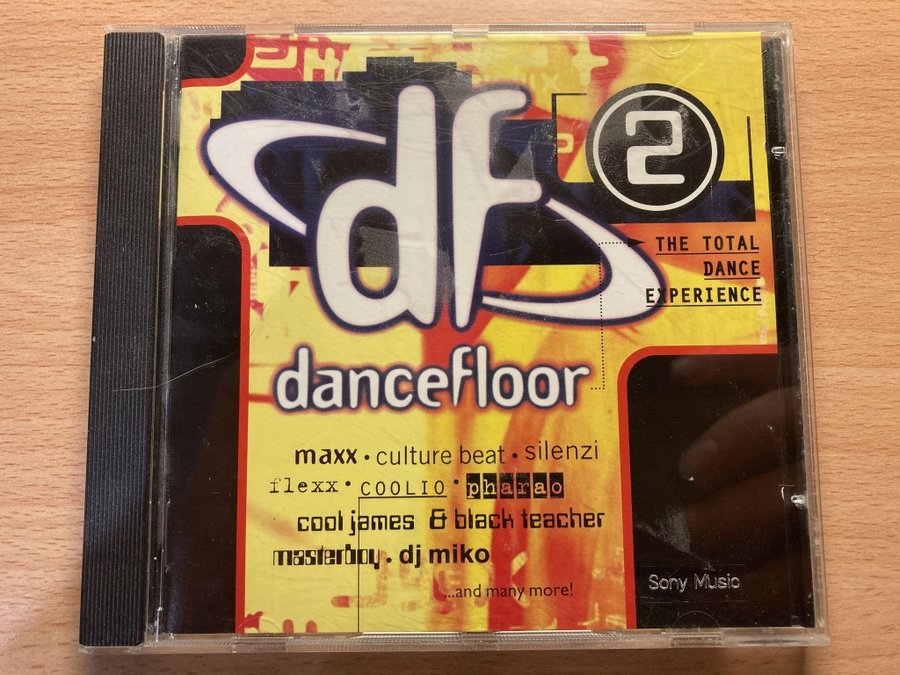 df
2
THE TOTAL
DANCE
EXPERIENCE
dancefloor
maxx • culture beat • silenzi
flexx • COOLIO • pharao
cool james & black teacher
masterboy • dj miko
...and many more!
Sony Music